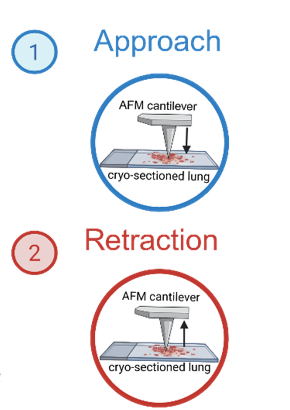 1
Approach
AFM cantilever
cryo-sectioned lung
2
Retraction
AFM cantilever
cryo-sectioned lung